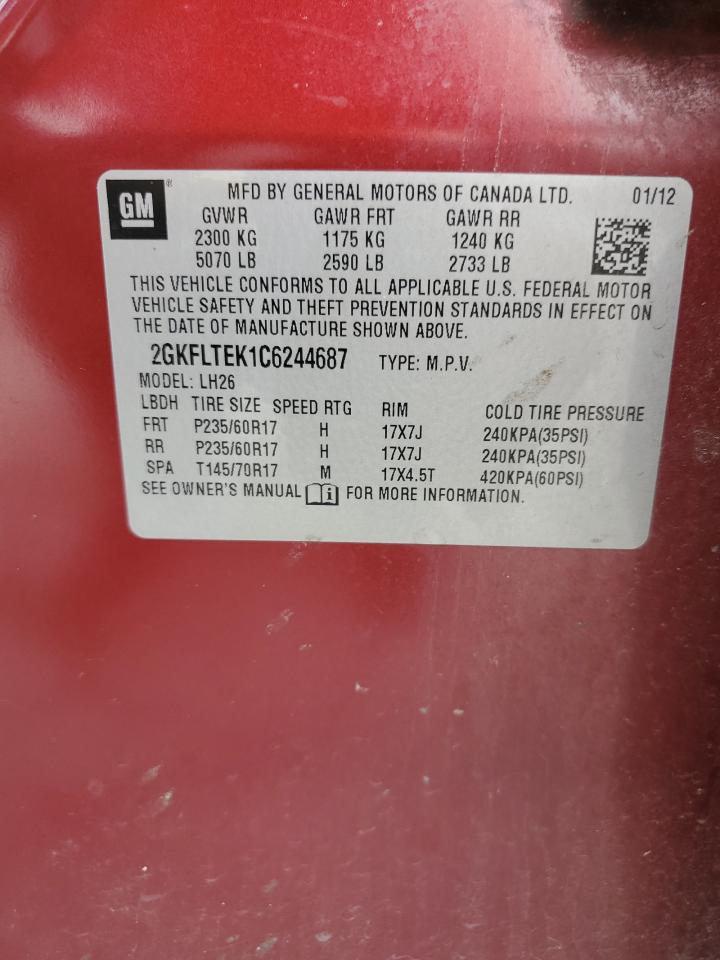 GM® MFD BY GENERAL MOTORS OF CANADA LTD. 01/12
GVWR GAWR FRT GAWR RR
2300 KG 1175 KG 1240 KG
5070 LB 2590 LB 2733 LB
THIS VEHICLE CONFORMS TO ALL APPLICABLE U.S. FEDERAL MOTOR
VEHICLE SAFETY AND THEFT PREVENTION STANDARDS IN EFFECT ON
THE DATE OF MANUFACTURE SHOWN ABOVE.
2GKFLTEK1C6244687 TYPE: M.P.V.
MODEL: LH26
LBDH TIRE SIZE SPEED RTG RIM COLD TIRE PRESSURE
FRT P235/60R17 H 17X7J 240KPA(35PSI)
RR P235/60R17 H 17X7J 240KPA(35PSI)
SPA T145/70R17 M 17X4.5T 420KPA(60PSI)
SEE OWNER'S MANUAL i FOR MORE INFORMATION.